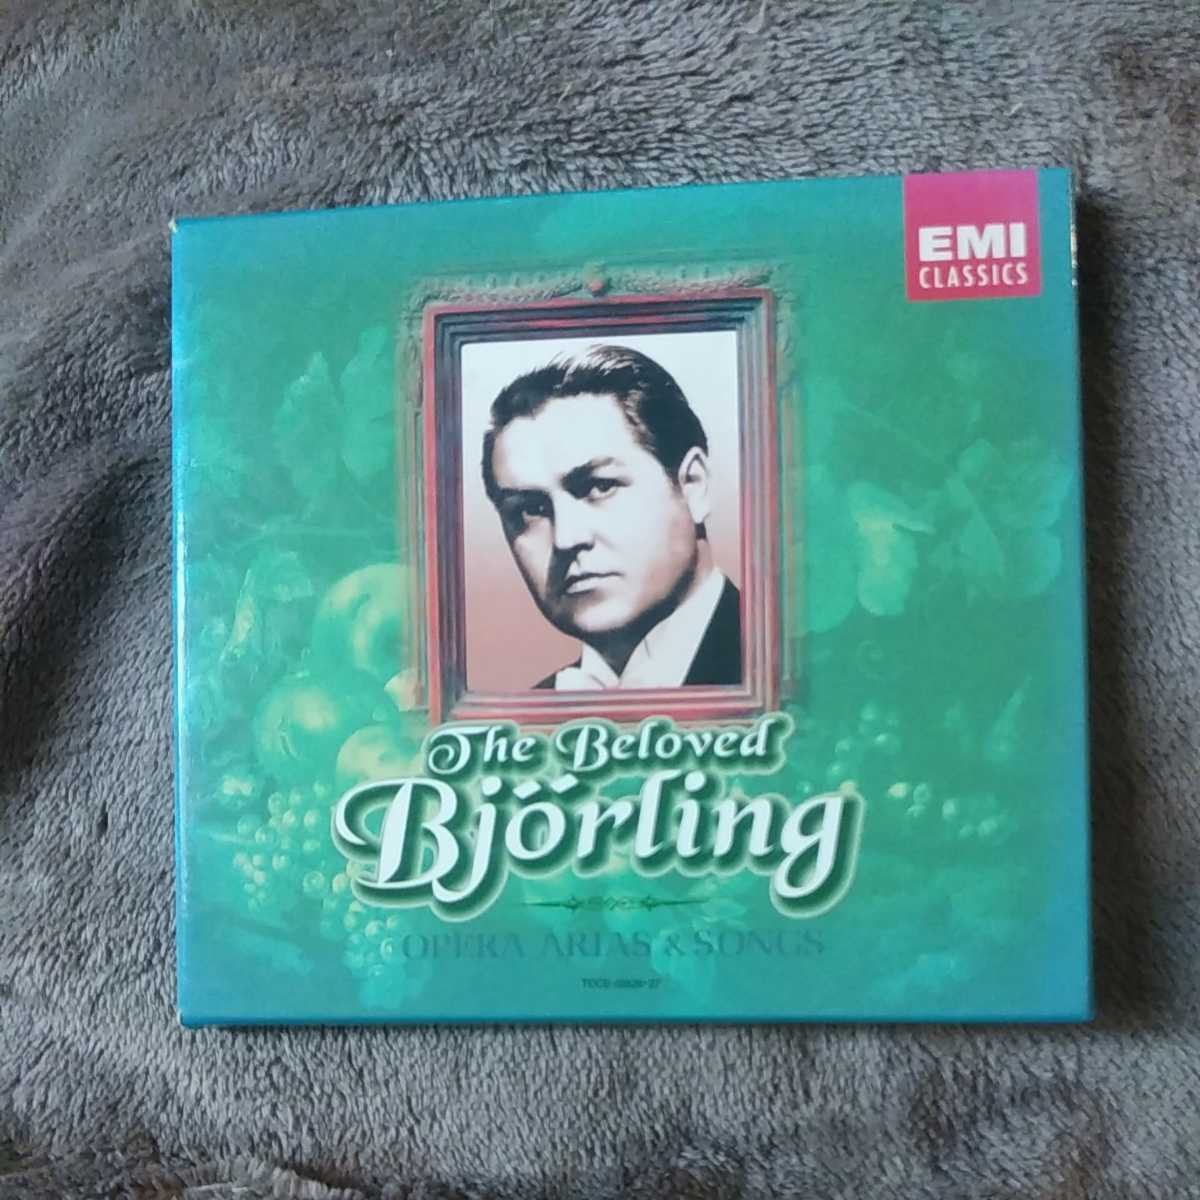 EMI
CLASSICS
The Beloved
Björling
OPERA ARIAS & SONGS